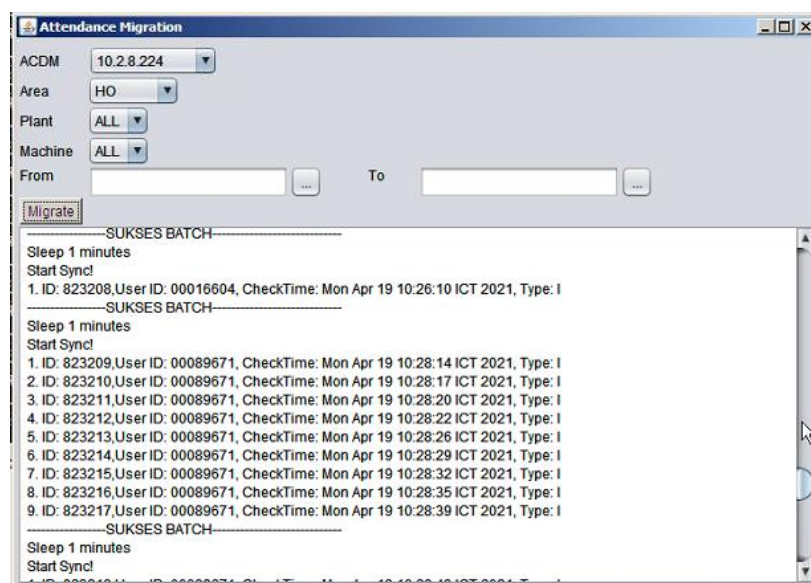 Attendance Migration
ACDM 10.2.8.224
Area HO
Plant ALL
Machine ALL
From ... To ...
Migrate
-----------------SUKSES BATCH----------------------------
Sleep 1 minutes
Start Sync!
1. ID: 823208,User ID: 00016604, CheckTime: Mon Apr 19 10:26:10 ICT 2021, Type: I
-----------------SUKSES BATCH----------------------------
Sleep 1 minutes
Start Sync!
1. ID: 823209,User ID: 00089671, CheckTime: Mon Apr 19 10:28:14 ICT 2021, Type: I
2. ID: 823210,User ID: 00089671, CheckTime: Mon Apr 19 10:28:17 ICT 2021, Type: I
3. ID: 823211,User ID: 00089671, CheckTime: Mon Apr 19 10:28:20 ICT 2021, Type: I
4. ID: 823212,User ID: 00089671, CheckTime: Mon Apr 19 10:28:22 ICT 2021, Type: I
5. ID: 823213,User ID: 00089671, CheckTime: Mon Apr 19 10:28:26 ICT 2021, Type: I
6. ID: 823214,User ID: 00089671, CheckTime: Mon Apr 19 10:28:29 ICT 2021, Type: I
7. ID: 823215,User ID: 00089671, CheckTime: Mon Apr 19 10:28:32 ICT 2021, Type: I
8. ID: 823216,User ID: 00089671, CheckTime: Mon Apr 19 10:28:35 ICT 2021, Type: I
9. ID: 823217,User ID: 00089671, CheckTime: Mon Apr 19 10:28:39 ICT 2021, Type: I
-----------------SUKSES BATCH----------------------------
Sleep 1 minutes
Start Sync!